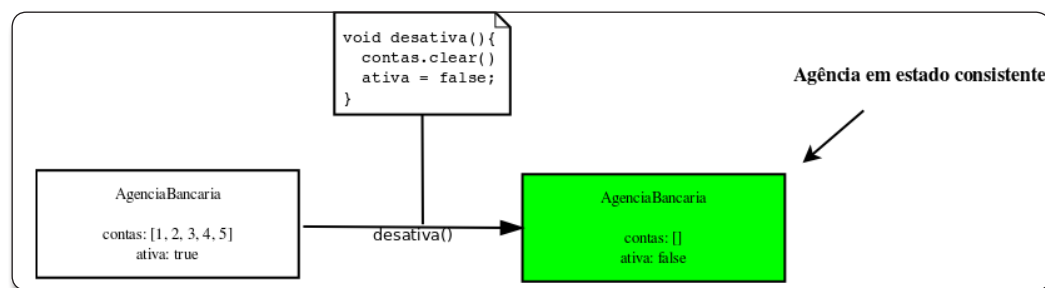 void desativa(){
contas.clear()
ativa = false;
}
Agência em estado consistente
AgenciaBancaria
contas: [1, 2, 3, 4, 5]
ativa: true
desativa()
AgenciaBancaria
contas: []
ativa: false